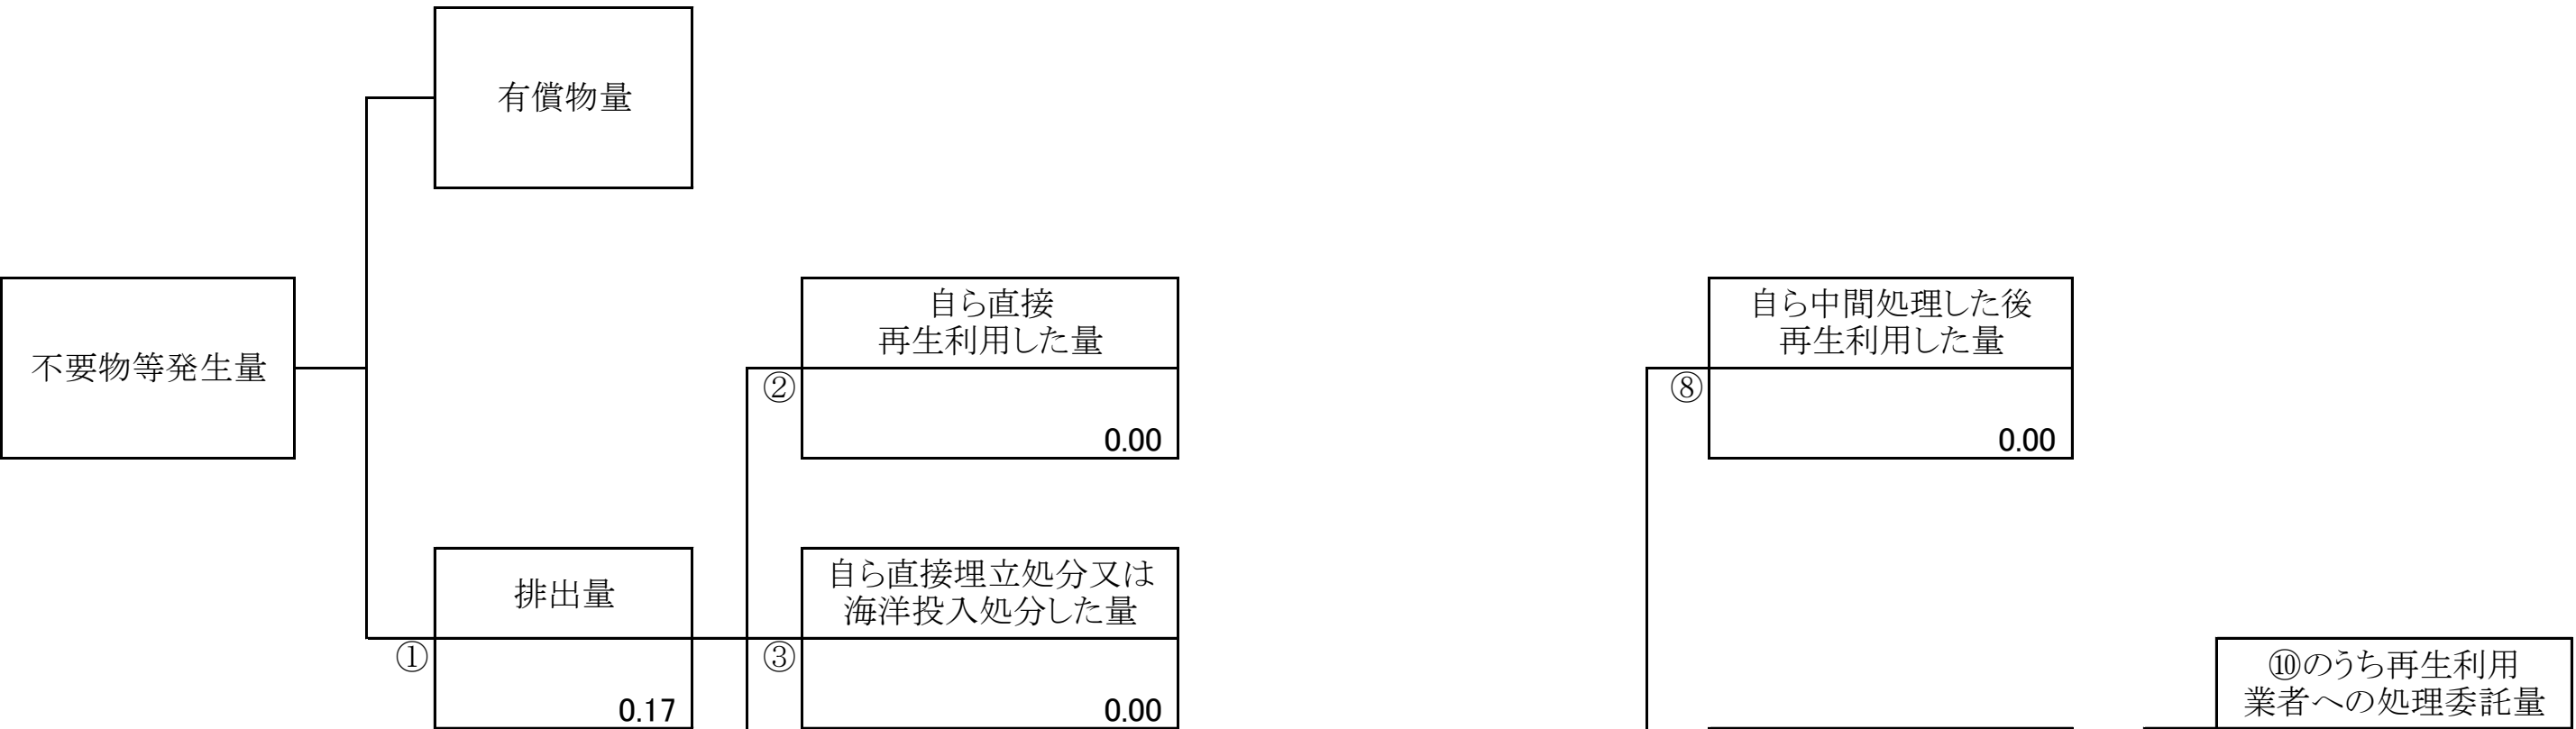 有償物量
不要物等発生量
自ら直接
再生利用した量
②
0.00
自ら中間処理した後
再生利用した量
⑧
0.00
排出量
①
0.17
自ら直接埋立処分又は
海洋投入処分した量
③
0.00
⑩のうち再生利用
業者への処理委託量